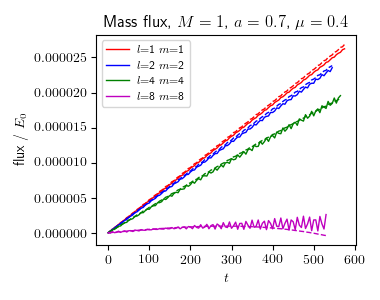 Mass flux, M = 1, a = 0.7, μ = 0.4
l=1 m=1
l=2 m=2
l=4 m=4
l=8 m=8
flux / E₀
0.000025
0.000020
0.000015
0.000010
0.000005
0.000000
0 100 200 300 400 500 600
t